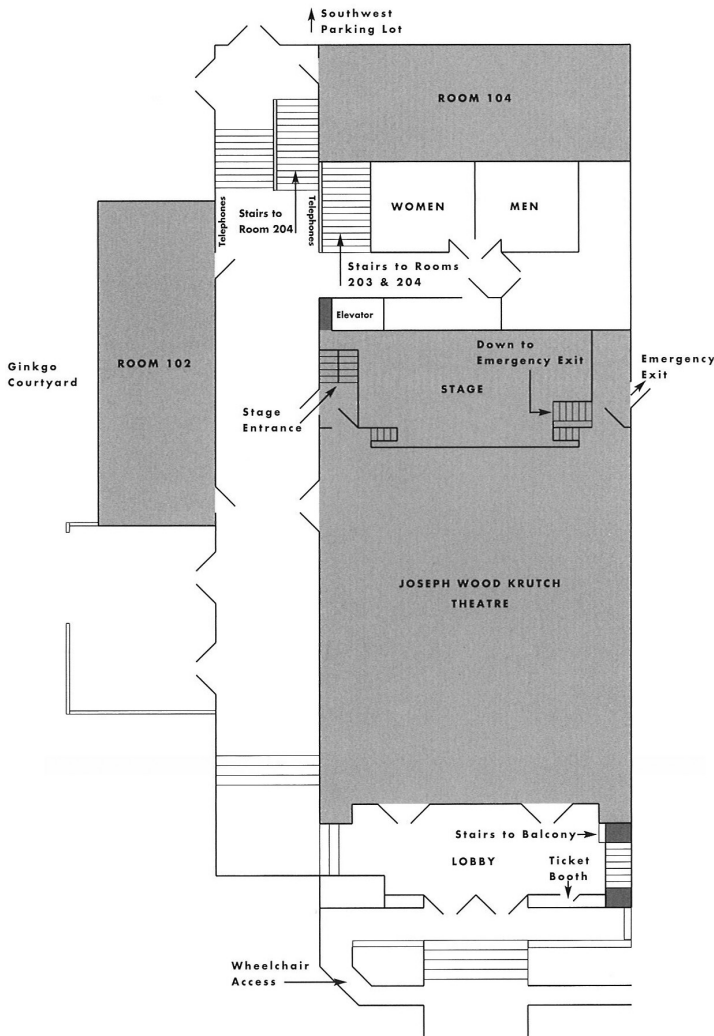 Southwest
Parking Lot
ROOM 104
WOMEN
MEN
Telephones
Stairs to
Room 204
Telephones
Stairs to Rooms
203 & 204
Elevator
Ginkgo
Courtyard
ROOM 102
Down to
Emergency Exit
Emergency
Exit
STAGE
Stage
Entrance
JOSEPH WOOD KRUTCH
THEATRE
Stairs to Balcony
LOBBY
Ticket
Booth
Wheelchair
Access